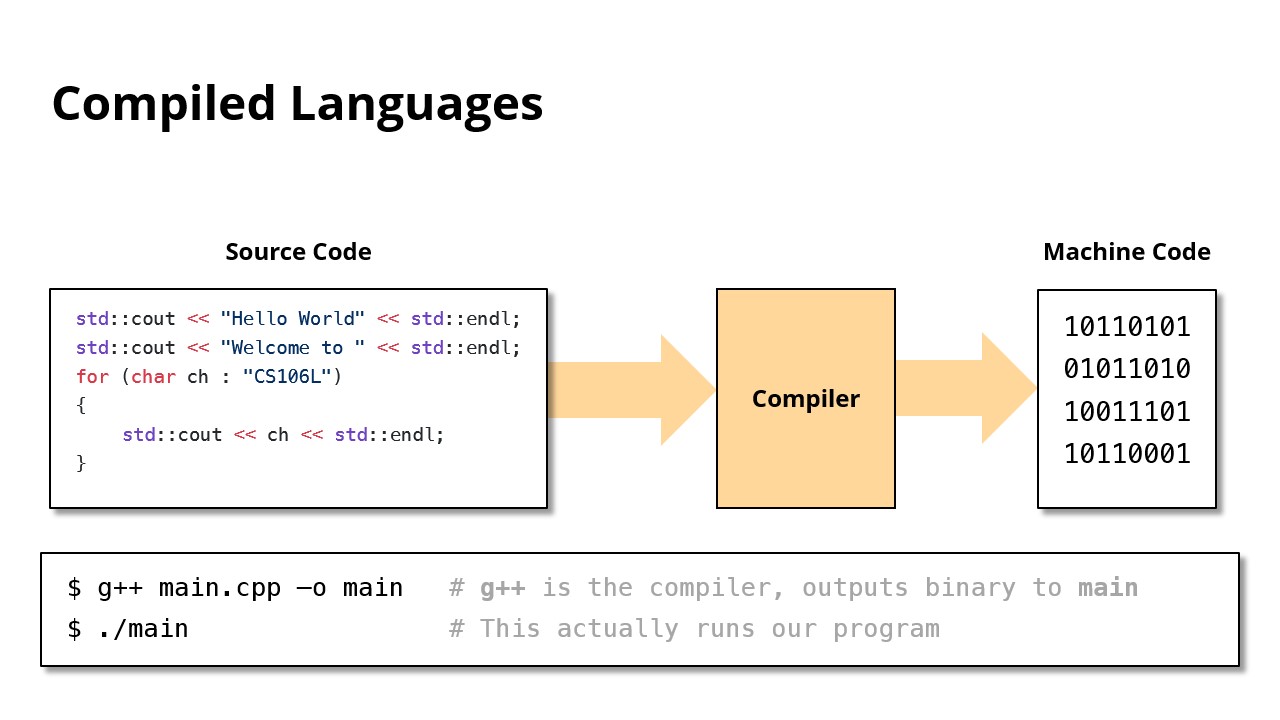 Compiled Languages
Source Code
std::cout << "Hello World" << std::endl;
std::cout << "Welcome to " << std::endl;
for (char ch : "CS106L")
{
    std::cout << ch << std::endl;
}
Compiler
Machine Code
10110101
01011010
10011101
10110001
$ g++ main.cpp –o main   # g++ is the compiler, outputs binary to main
$ ./main                 # This actually runs our program